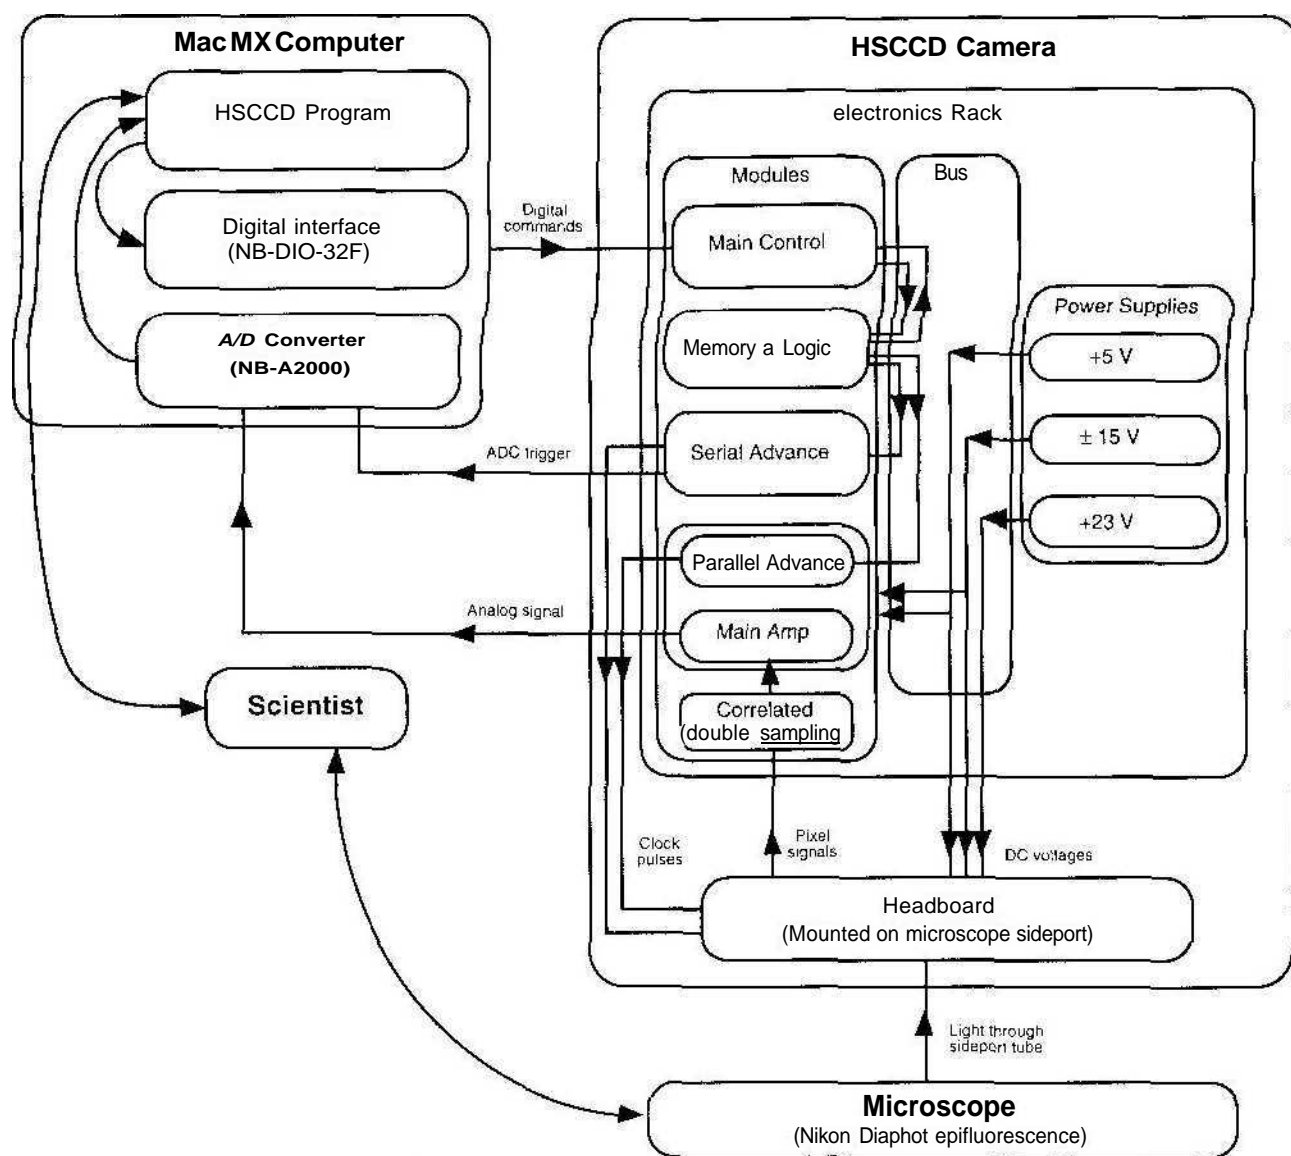 Mac MX Computer
HSCCD Program
Digital interface
(NB-DIO-32F)
A/D Converter
(NB-A2000)
Digital
commands
ADC trigger
Analog signal
Scientist
HSCCD Camera
electronics Rack
Modules
Bus
Main Control
Memory a Logic
Serial Advance
Parallel Advance
Main Amp
Correlated
(double sampling
Power Supplies
+5 V
± 15 V
+23 V
Clock
pulses
Pixel
signals
DC voltages
Headboard
(Mounted on microscope sideport)
Light through
sideport tube
Microscope
(Nikon Diaphot epifluorescence)